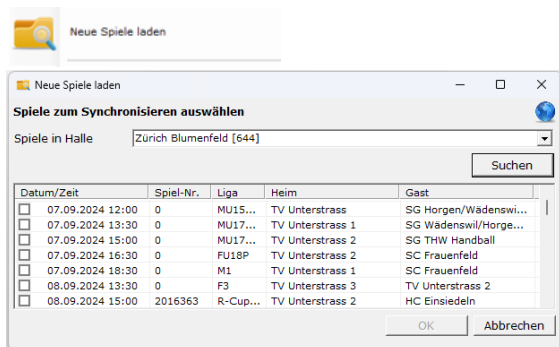 Neue Spiele laden
Neue Spiele laden
Spiele zum Synchronisieren auswählen
Spiele in Halle Zürich Blumenfeld [644]
Suchen
Datum/Zeit Spiel-Nr. Liga Heim Gast
07.09.2024 12:00 0 MU15... TV Unterstrass SG Horgen/Wädenswi...
07.09.2024 13:30 0 MU17... TV Unterstrass 1 SG Wädenswil/Horge...
07.09.2024 15:00 0 MU17... TV Unterstrass 2 SG THW Handball
07.09.2024 16:30 0 FU18P TV Unterstrass 2 SC Frauenfeld
07.09.2024 18:30 0 M1 TV Unterstrass 1 SC Frauenfeld
08.09.2024 13:30 0 F3 TV Unterstrass 3 TV Unterstrass 2
08.09.2024 15:00 2016363 R-Cup... TV Unterstrass 2 HC Einsiedeln
OK Abbrechen